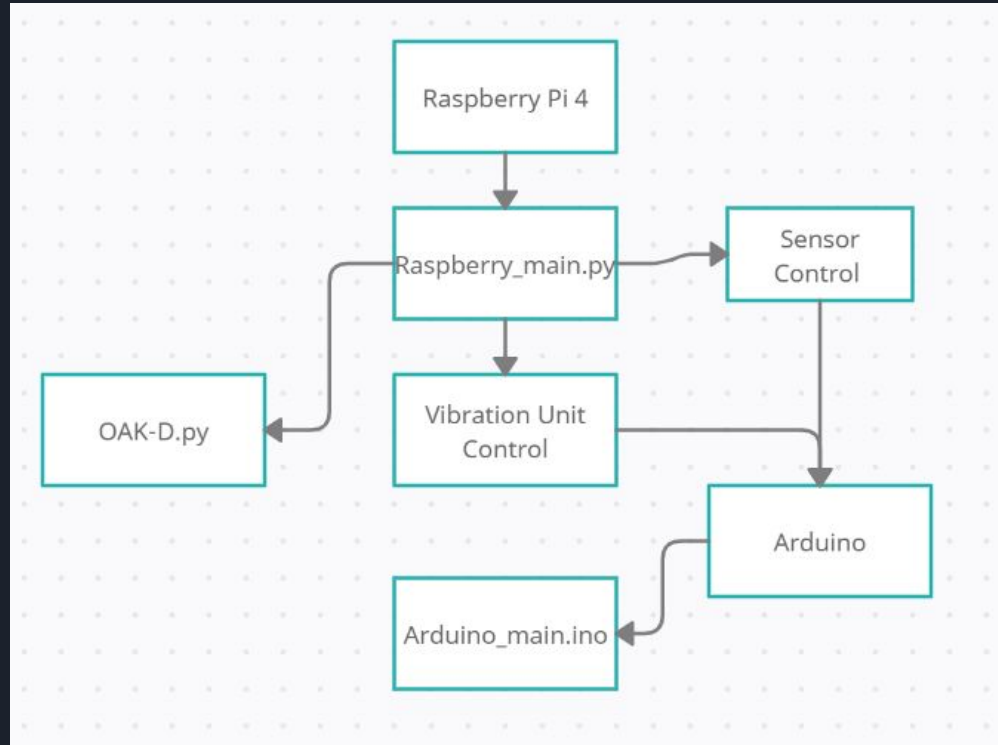 Raspberry Pi 4
Raspberry_main.py
Sensor
Control
OAK-D.py
Vibration Unit
Control
Arduino
Arduino_main.ino